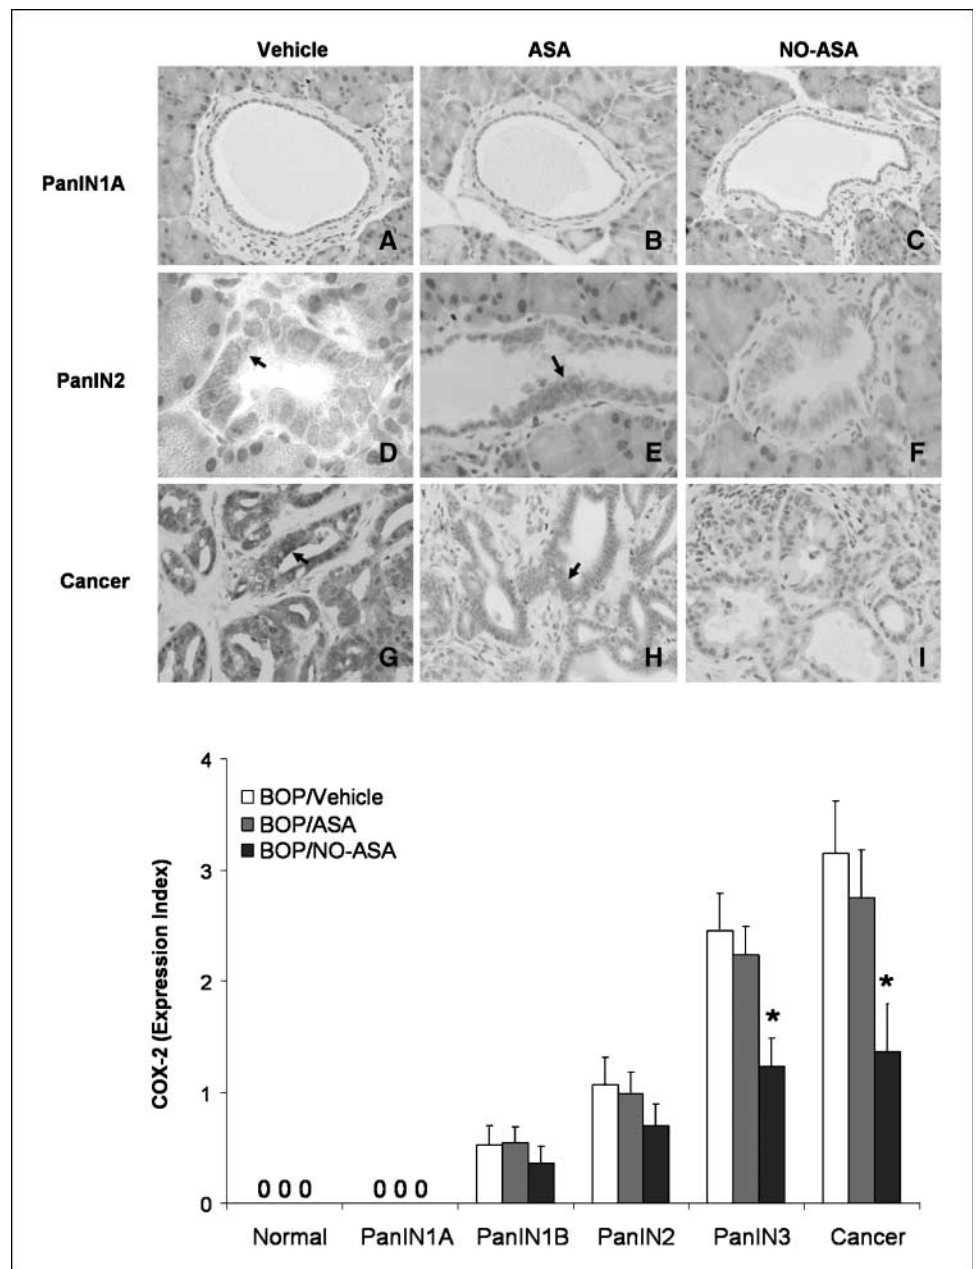 Vehicle ASA NO-ASA
PanIN1A
A B C
PanIN2
D E F
Cancer
G H I
4
BOP/Vehicle
BOP/ASA
BOP/NO-ASA
3
2
1
0
COX-2 (Expression Index)
* *
0 0 0 0 0 0
Normal PanIN1A PanIN1B PanIN2 PanIN3 Cancer